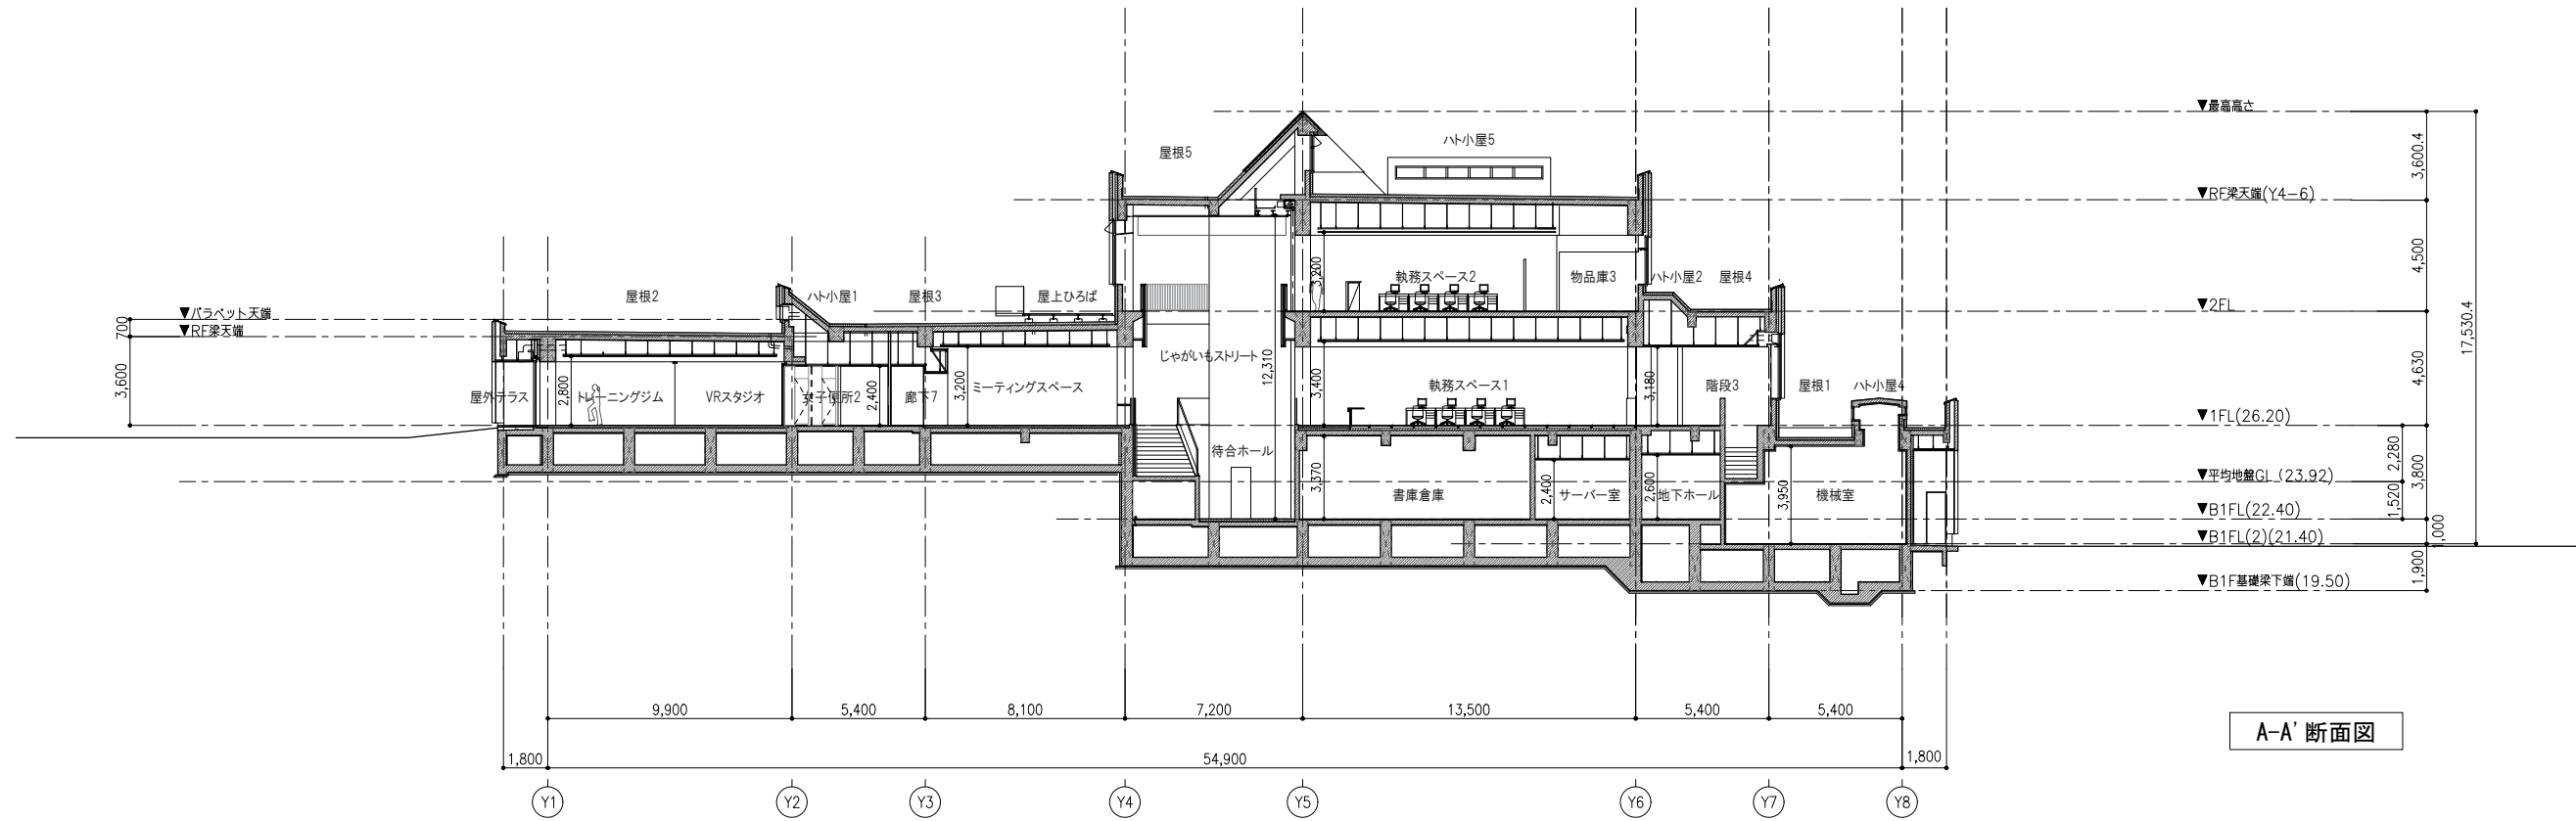 ▼最高高さ
3,600.4
屋根5
ハト小屋5
▼RF梁天端(Y4-6)
4,500
17,530.4
3,200
執務スペース2
物品庫3
ハト小屋2
屋根4
屋根2
ハト小屋1
屋根3
屋上ひろば
▼パラペット天端
700
▼RF梁天端
▼2FL
じゃがいもストリート
12,310
4,630
3,600
屋外テラス
2,800
トレーニングジム
VRスタジオ
女子便所2
2,400
廊下7
3,200
ミーティングスペース
3,400
執務スペース1
3,180
階段3
屋根1
ハト小屋4
▼1FL(26.20)
待合ホール
2,280
3,800
3,370
書庫倉庫
2,400
サーバー室
2,600
地下ホール
3,950
機械室
▼平均地盤GL (23.92)
1,520
▼B1FL(22.40)
1,000
▼B1FL(2)(21.40)
1,900
▼B1F基礎梁下端(19.50)
9,900
5,400
8,100
7,200
13,500
5,400
5,400
A-A' 断面図
1,800
54,900
1,800
Y1
Y2
Y3
Y4
Y5
Y6
Y7
Y8